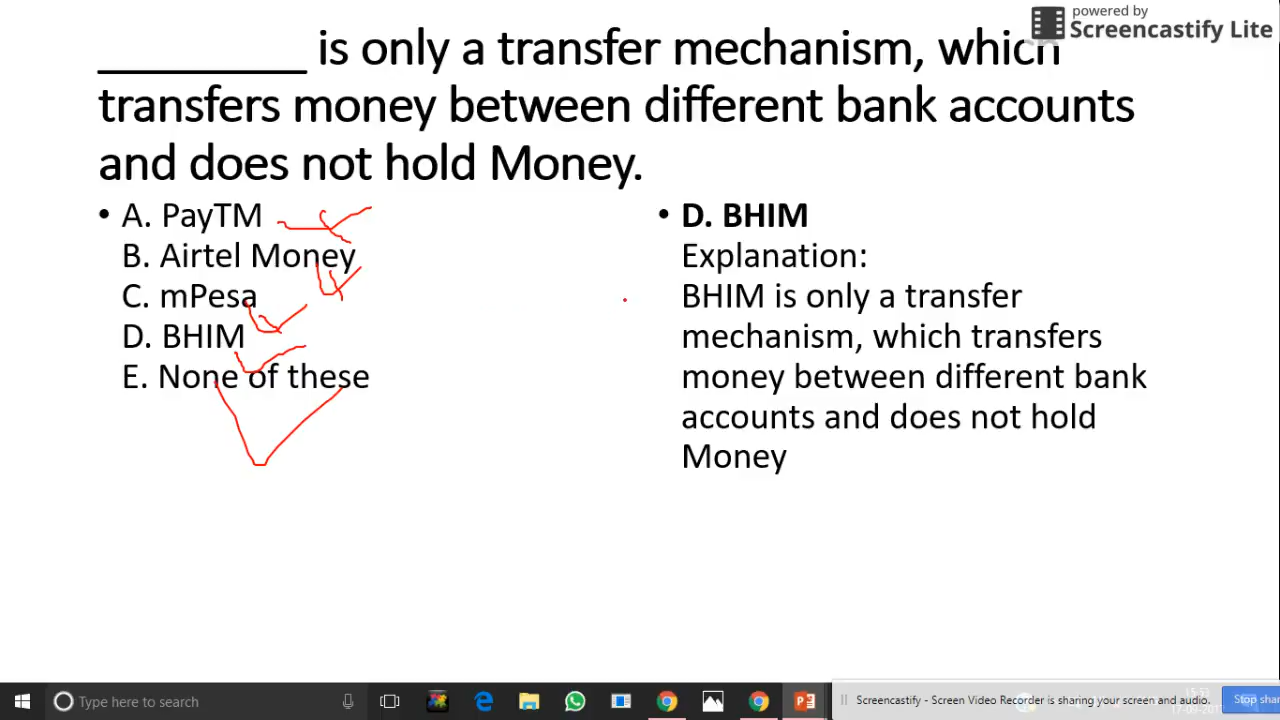 powered by
Screencastify Lite
________ is only a transfer mechanism, which
transfers money between different bank accounts
and does not hold Money.
• A. PayTM
B. Airtel Money
C. mPesa
D. BHIM
E. None of these
• D. BHIM
Explanation:
BHIM is only a transfer
mechanism, which transfers
money between different bank
accounts and does not hold
Money
Type here to search
Screencastify - Screen Video Recorder is sharing your screen and audio.
Stop sha